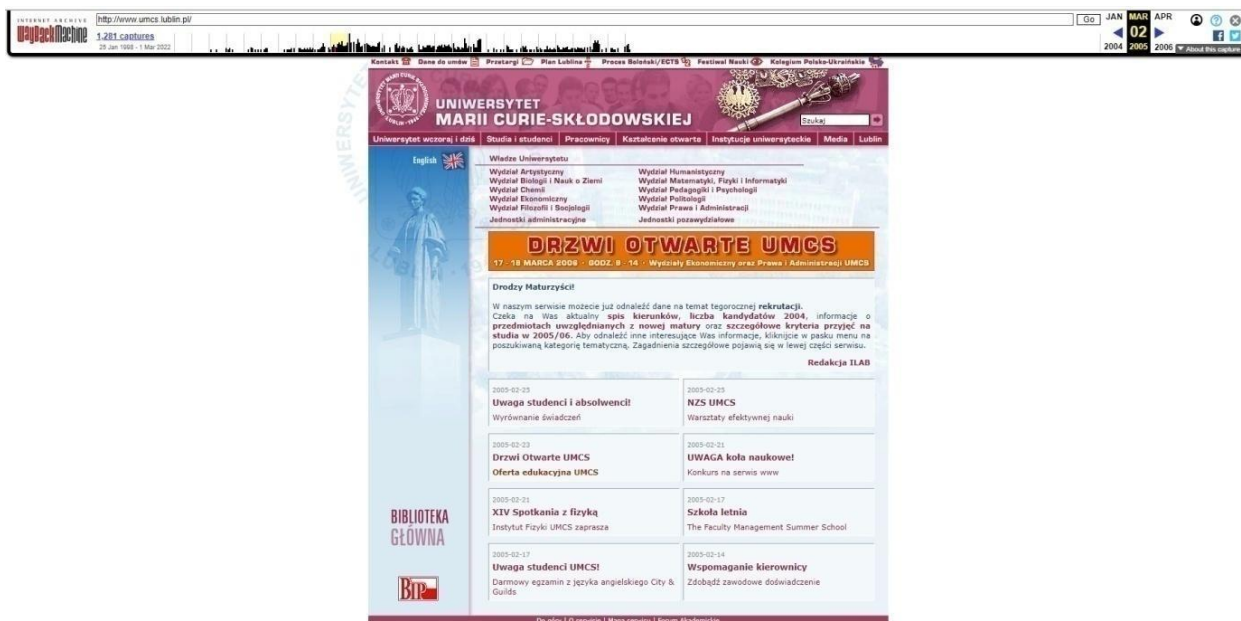 INTERNET ARCHIVE
WayBackMachine
http://www.umcs.lublin.pl/
Go
JAN MAR APR
1,281 captures
02
28 Jan 1998 - 1 Mar 2022
2004 2005 2006
About this capture
Kontakt Dane do umów Przetargi Plan Lublina Proces Boloński/ECTS Festiwal Nauki Kolegium Polsko-Ukraińskie
UNIWERSYTET
MARII CURIE-SKŁODOWSKIEJ
Szukaj
Uniwersytet wczoraj i dziś Studia i studenci Pracownicy Kształcenie otwarte Instytucje uniwersyteckie Media Lublin
English
Władze Uniwersytetu
Wydział Artystyczny Wydział Humanistyczny
Wydział Biologii i Nauk o Ziemi Wydział Matematyki, Fizyki i Informatyki
Wydział Chemii Wydział Pedagogiki i Psychologii
Wydział Ekonomiczny Wydział Politologii
Wydział Filozofii i Socjologii Wydział Prawa i Administracji
Jednostki administracyjne Jednostki pozawydziałowe
DRZWI OTWARTE UMCS
17 - 18 MARCA 2005 - GODZ. 9 - 14 - Wydziały Ekonomiczny oraz Prawa i Administracji UMCS
Drodzy Maturzyści!
W naszym serwisie możecie już odnaleźć dane na temat tegorocznej rekrutacji.
Czeka na Was aktualny spis kierunków, liczba kandydatów 2004, informacje o
przedmiotach uwzględnianych z nowej matury oraz szczegółowe kryteria przyjęć na
studia w 2005/06. Aby odnaleźć inne interesujące Was informacje, kliknijcie w pasku menu na
poszukiwaną kategorię tematyczną. Zagadnienia szczegółowe pojawią się w lewej części serwisu.
Redakcja ILAB
2005-02-25
Uwaga studenci i absolwenci!
Wyrównanie świadczeń
2005-02-25
NZS UMCS
Warsztaty efektywnej nauki
2005-02-23
Drzwi Otwarte UMCS
Oferta edukacyjna UMCS
2005-02-21
UWAGA koła naukowe!
Konkurs na serwis www
2005-02-21
XIV Spotkania z fizyką
Instytut Fizyki UMCS zaprasza
2005-02-17
Szkoła letnia
The Faculty Management Summer School
2005-02-17
Uwaga studenci UMCS!
Darmowy egzamin z języka angielskiego City &
Guilds
2005-02-14
Wspomaganie kierownicy
Zdobądź zawodowe doświadczenie
BIBLIOTEKA
GŁÓWNA
BIP
Do góry | O serwisie | Mapa serwisu | Forum Akademickie